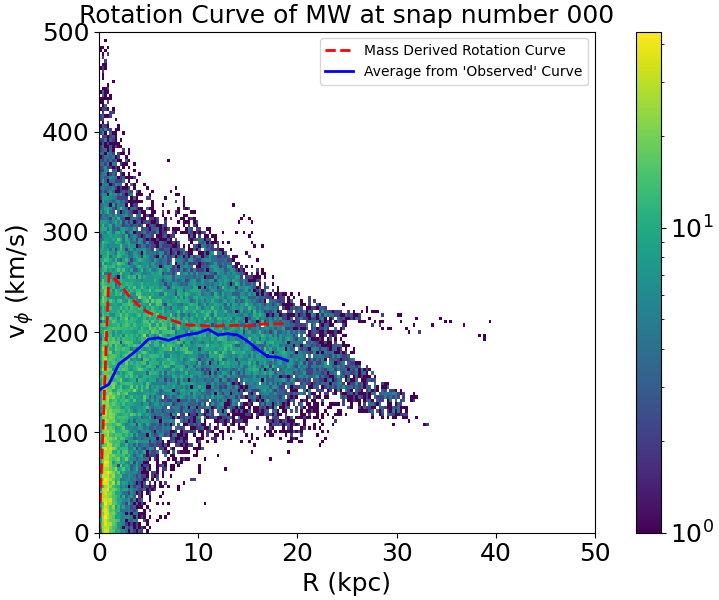 Rotation Curve of MW at snap number 000
Mass Derived Rotation Curve
Average from 'Observed' Curve
500
400
300
200
100
0
v_ϕ (km/s)
0 10 20 30 40 50
R (kpc)
10^1
10^0